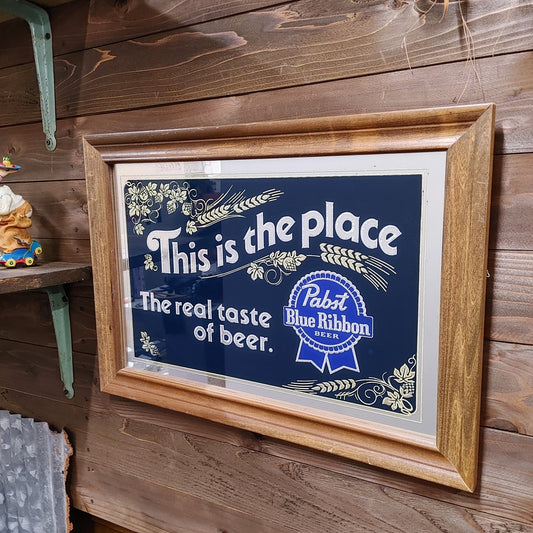 This is the place
The real taste
of beer.
Pabst
Blue Ribbon
BEER